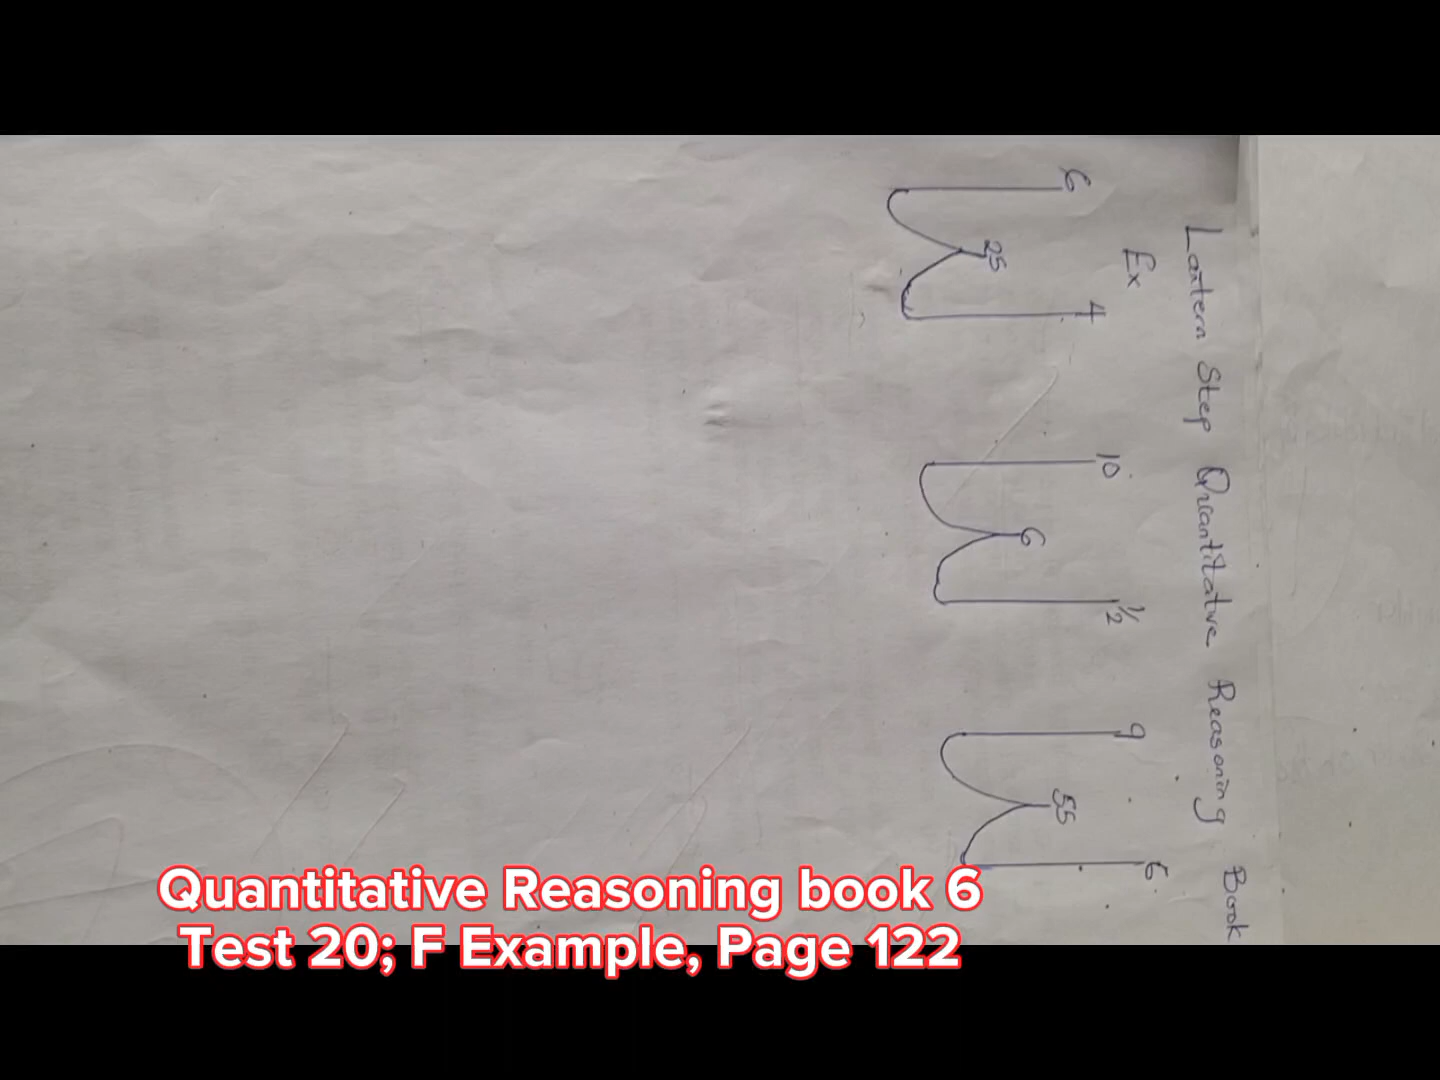 Lantern Step Quantitative Reasoning Book
Ex
6 25 4
10 6 1/2
9 55 6
Quantitative Reasoning book 6
Test 20; F Example, Page 122